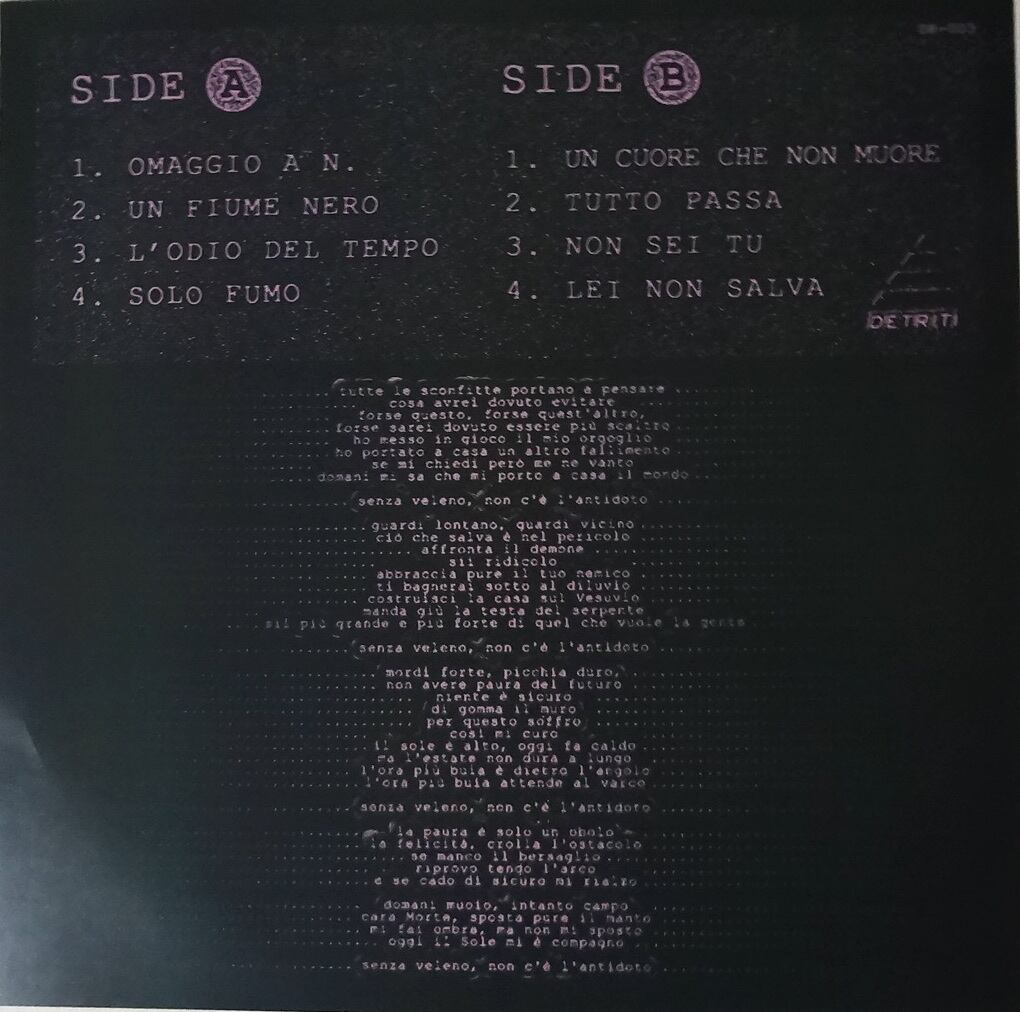 SIDE A
1. OMAGGIO A N.
2. UN FIUME NERO
3. L'ODIO DEL TEMPO
4. SOLO FUMO
SIDE B
1. UN CUORE CHE NON MUORE
2. TUTTO PASSA
3. NON SEI TU
4. LEI NON SALVA
DETRITI
tutte le sconfitte portano a pensare
cosa avrei dovuto evitare
forse questo, forse quest'altro,
forse sarei dovuto essere più scaltro
ho messo in gioco il mio orgoglio
ho portato a casa un altro fallimento
se mi chiedi però me ne vanto
domani mi sa che mi porto a casa il mondo
senza veleno, non c'è l'antidoto
guardi lontano, guardi vicino
ciò che salva è nel pericolo
affronta il demone
sii ridicolo
abbraccia pure il tuo nemico
ti bagnerai sotto al diluvio
costruisci la casa sul Vesuvio
manda giù la testa del serpente
sii più grande e più forte di quel che vuole la gente
senza veleno, non c'è l'antidoto
mordi forte, picchia duro,
non avere paura del futuro
niente è sicuro
di gomma il muro
per questo soffro
così mi curo
il sole è alto, oggi fa caldo
ma l'estate non dura a lungo
l'ora più buia è dietro l'angolo
l'ora più buia attende al varco
senza veleno, non c'è l'antidoto
la paura è solo un obolo
la felicità, crolla l'ostacolo
se manco il bersaglio
riprovo tendo l'arco
e se cado di sicuro mi rialzo
domani muoio, intanto campo
cara Morte, sposta pure il manto
mi fai ombra, ma non mi sposto
oggi il Sole mi è compagno
senza veleno, non c'è l'antidoto